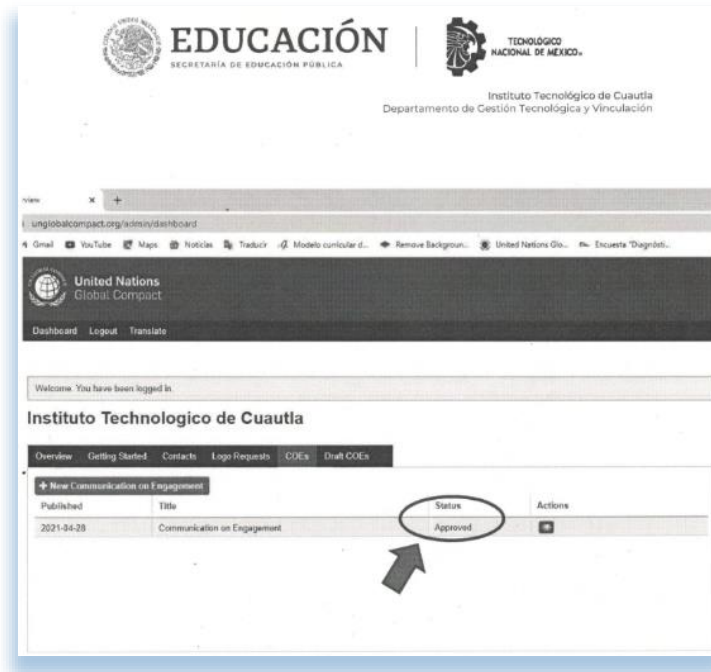 EDUCACIÓN
SECRETARÍA DE EDUCACIÓN PÚBLICA
TECNOLÓGICO
NACIONAL DE MÉXICO®
Instituto Tecnológico de Cuautla
Departamento de Gestión Tecnológica y Vinculación
unglobalcompact.org/admin/dashboard
Gmail YouTube Maps Noticias Traducir Modelo curricular d... Remove Backgroun... United Nations Glo... Encuesta "Diagnósti...
United Nations
Global Compact
Dashboard Logout Translate
Welcome. You have been logged in.
Instituto Technologico de Cuautla
Overview Getting Started Contacts Logo Requests COEs Draft COEs
+ New Communication on Engagement
Published Title Status Actions
2021-04-28 Communication on Engagement Approved